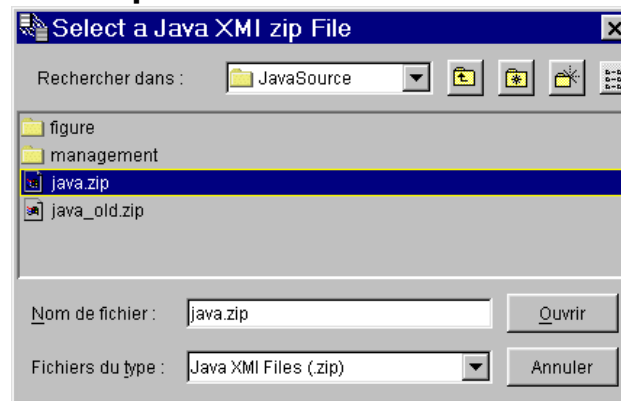 Select a Java XMI zip File
Rechercher dans : JavaSource
figure
management
java.zip
java_old.zip
Nom de fichier : java.zip Ouvrir
Fichiers du type : Java XMI Files (.zip) Annuler